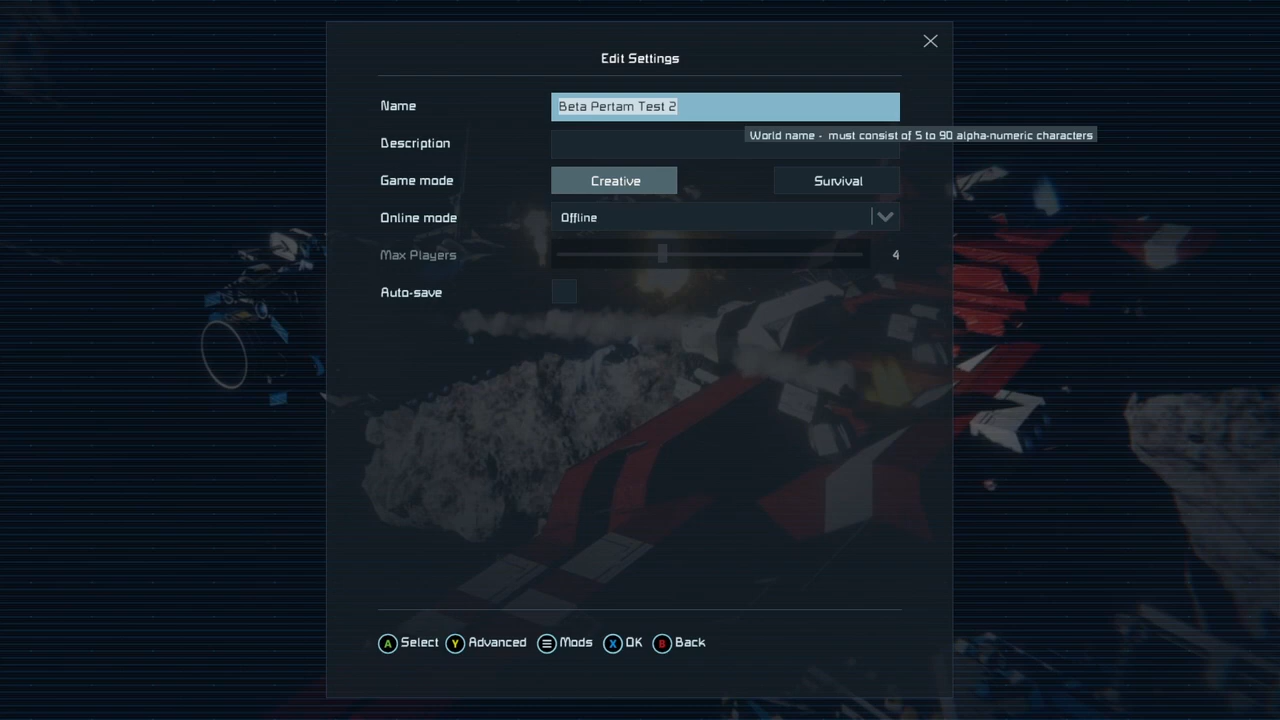 Edit Settings
Name
Beta Pertam Test 2
World name - must consist of 5 to 90 alpha-numeric characters
Description
Game mode
Creative
Survival
Online mode
Offline
Max Players
4
Auto-save
A Select Y Advanced Mods X OK B Back